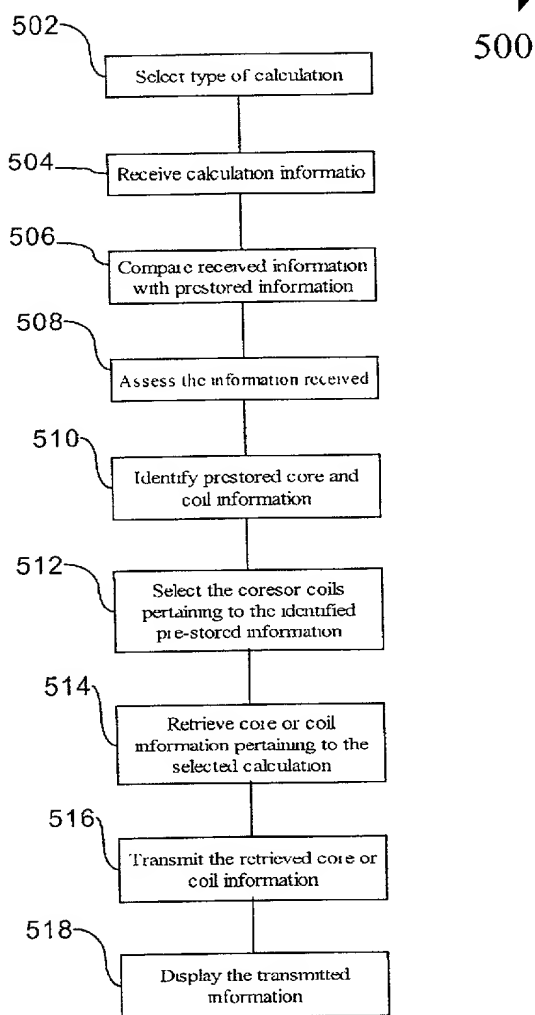 502
500
Select type of calculation
504
Receive calculation informatio
506
Compare received information
with prestored information
508
Assess the information received
510
Identify prestored core and
coil information
512
Select the coresor coils
pertaining to the identified
pre-stored information
514
Retrieve core or coil
information pertaining to the
selected calculation
516
Transmit the retrieved core or
coil information
518
Display the transmitted
information